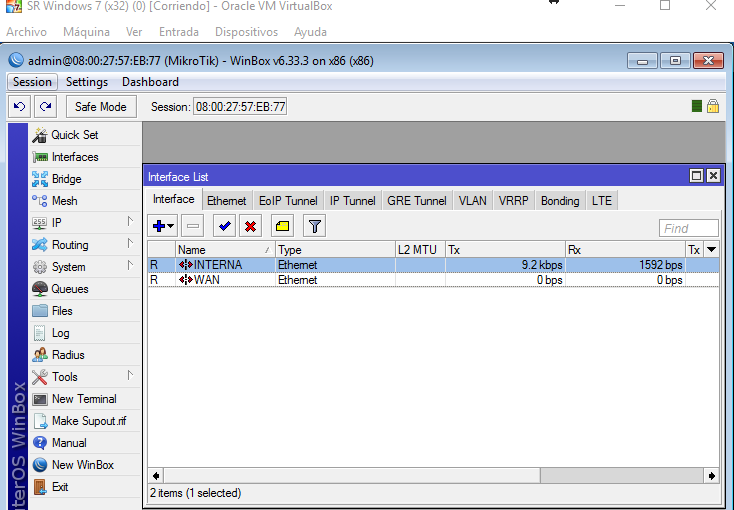 SR Windows 7 (x32) (0) [Corriendo] - Oracle VM VirtualBox
Archivo Máquina Ver Entrada Dispositivos Ayuda
admin@08:00:27:57:EB:77 (MikroTik) - WinBox v6.33.3 on x86 (x86)
Session Settings Dashboard
Safe Mode Session: 08:00:27:57:EB:77
Quick Set
Interfaces
Bridge
Mesh
IP
Routing
System
Queues
Files
Log
Radius
Tools
New Terminal
Make Supout.rif
Manual
New WinBox
Exit
terOS WinBox
Interface List
Interface Ethernet EoIP Tunnel IP Tunnel GRE Tunnel VLAN VRRP Bonding LTE
Find
Name / Type L2 MTU Tx Rx Tx
R INTERNA Ethernet 9.2 kbps 1592 bps
R WAN Ethernet 0 bps 0 bps
2 items (1 selected)